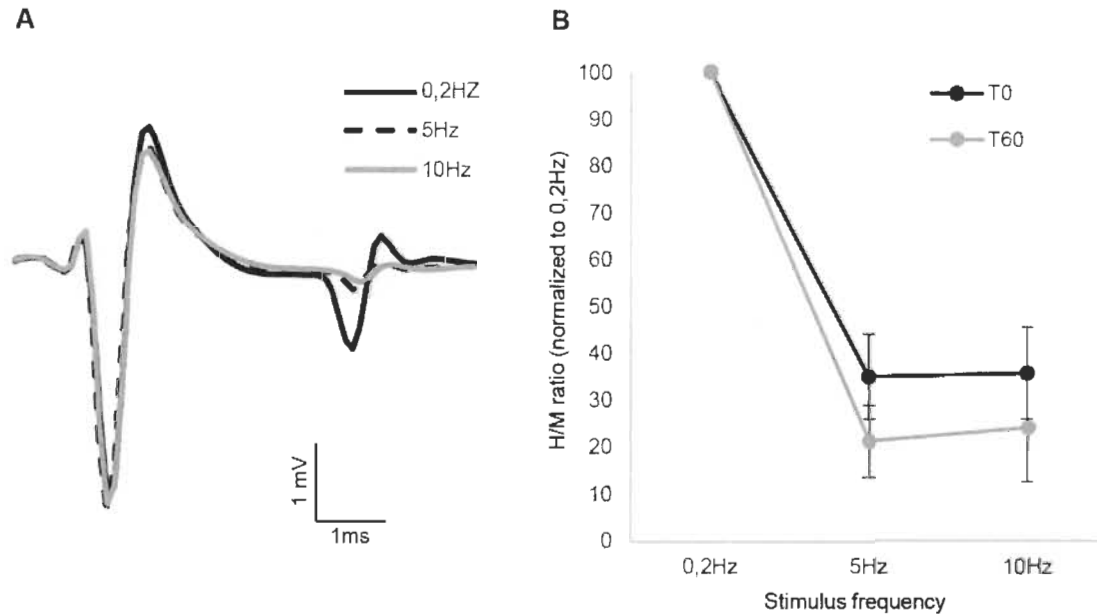 A
0,2HZ
5Hz
10Hz
1 mV
1ms
B
H/M ratio (normalized to 0,2Hz)
100
90
80
70
60
50
40
30
20
10
0
T0
T60
0,2Hz
5Hz
10Hz
Stimulus frequency